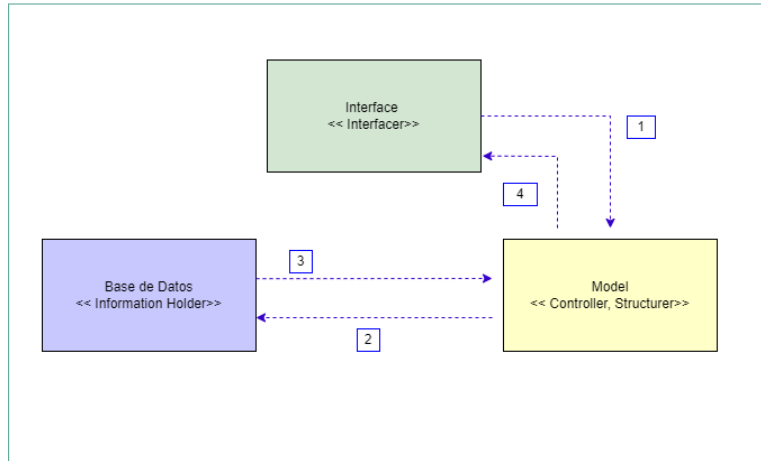 Interface
<< Interfacer>>
1
4
3
Base de Datos
<< Information Holder>>
Model
<< Controller, Structurer>>
2